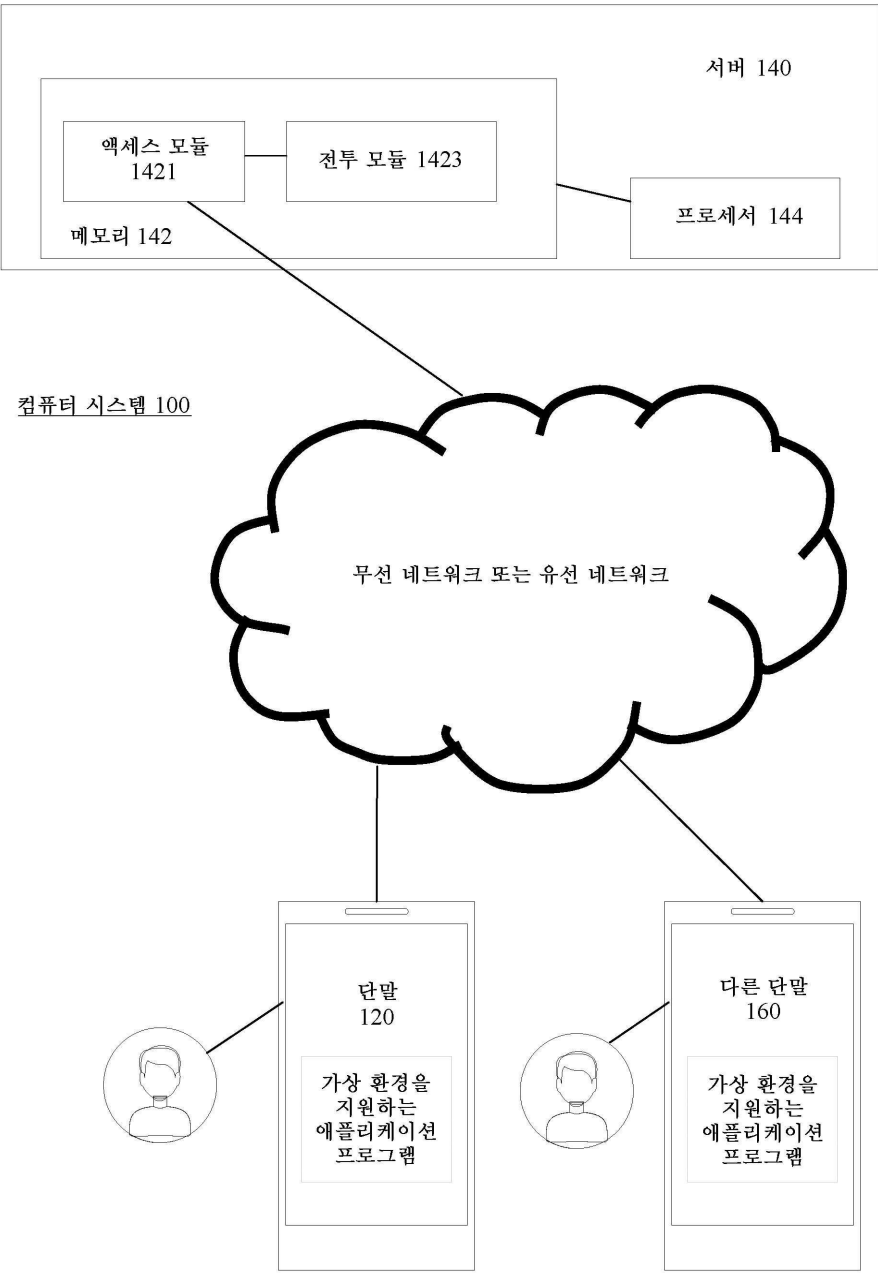 서버 140
액세스 모듈
1421
전투 모듈 1423
프로세서 144
메모리 142
컴퓨터 시스템 100
무선 네트워크 또는 유선 네트워크
단말
120
가상 환경을
지원하는
애플리케이션
프로그램
다른 단말
160
가상 환경을
지원하는
애플리케이션
프로그램